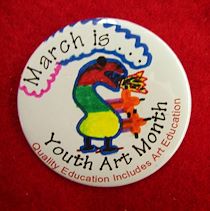 March is . . .
Youth Art Month
Quality Education Includes Art Education